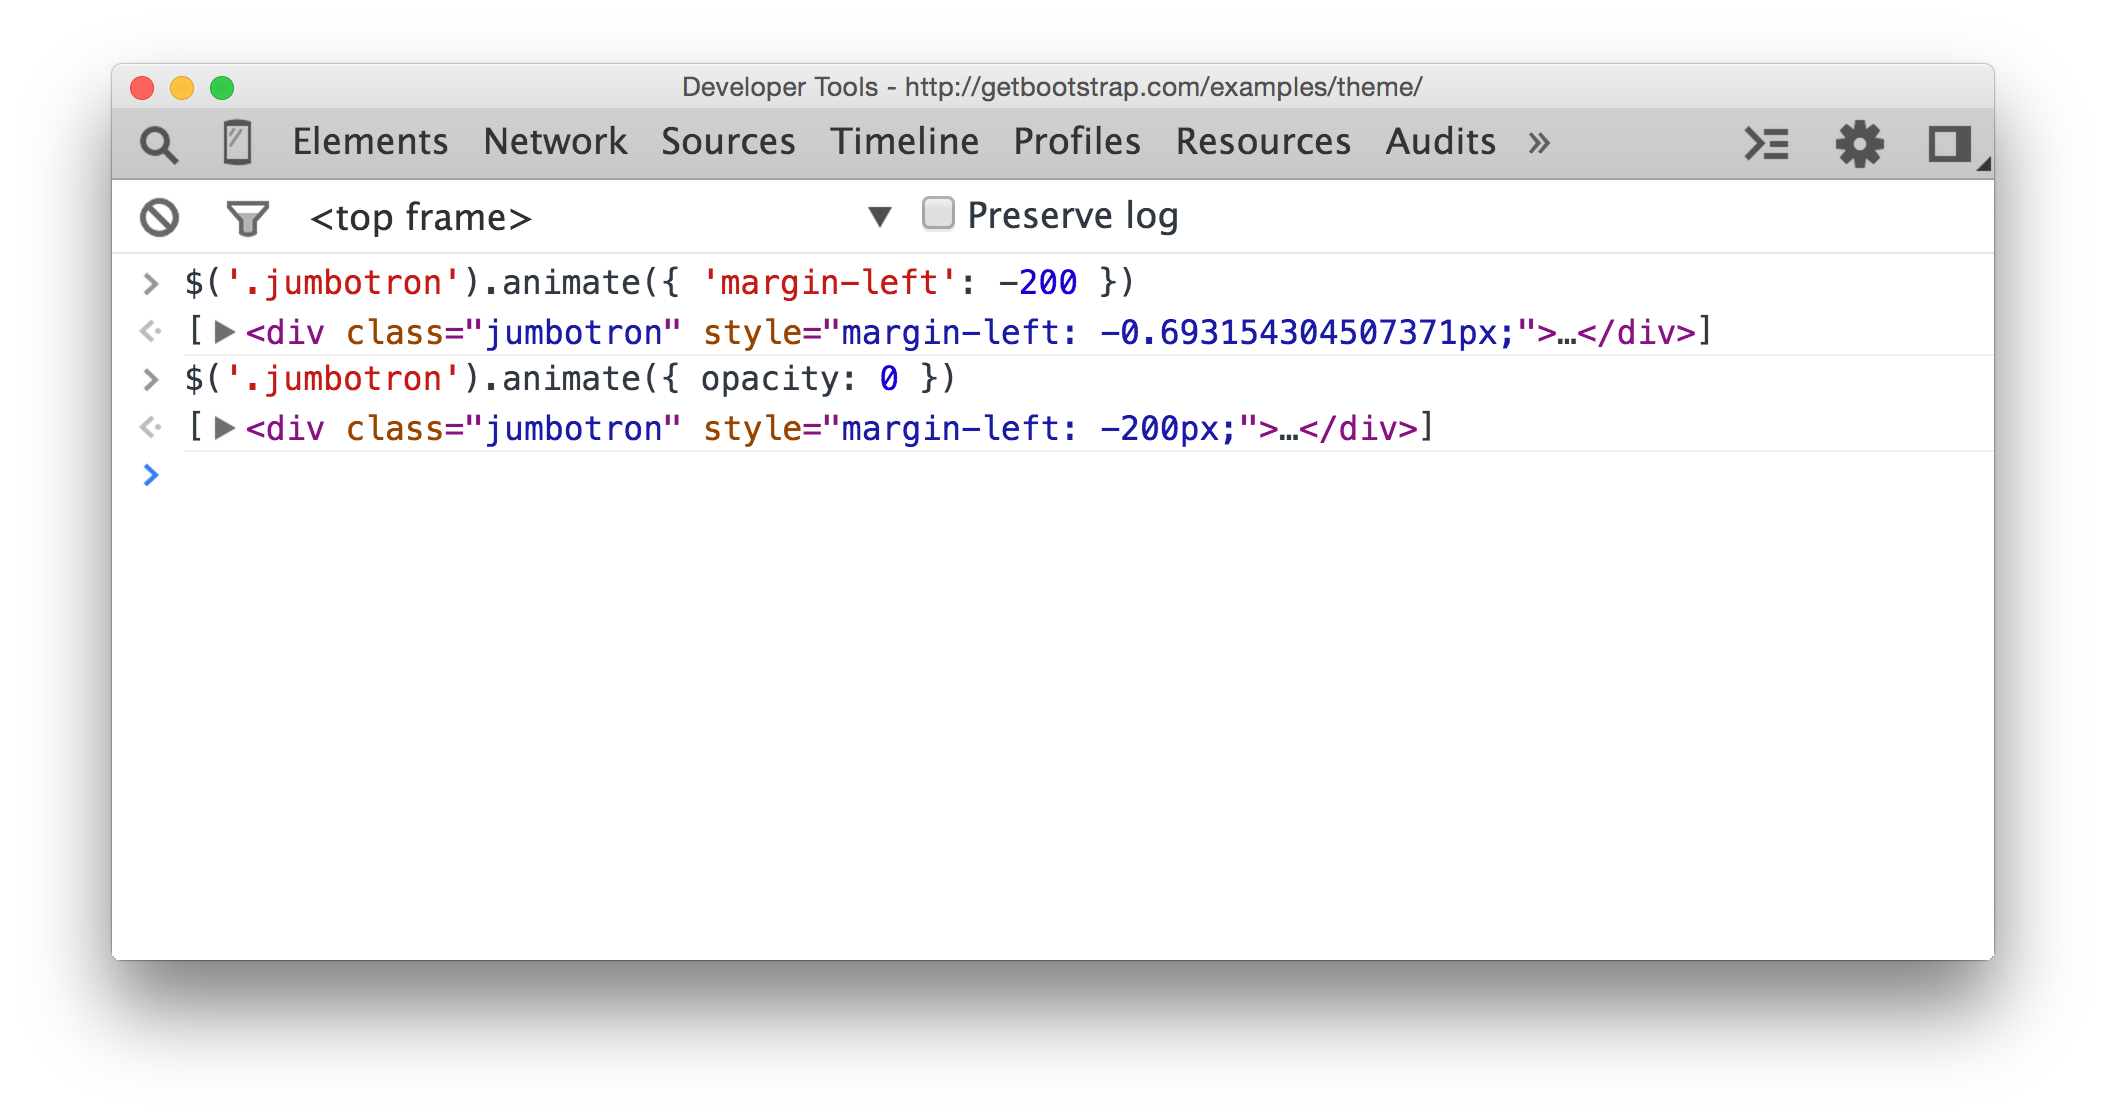 Developer Tools - http://getbootstrap.com/examples/theme/
Elements Network Sources Timeline Profiles Resources Audits »
<top frame> ▼ Preserve log
> $('.jumbotron').animate({ 'margin-left': -200 })
[▶<div class="jumbotron" style="margin-left: -0.693154304507371px;">…</div>]
> $('.jumbotron').animate({ opacity: 0 })
[▶<div class="jumbotron" style="margin-left: -200px;">…</div>]
>